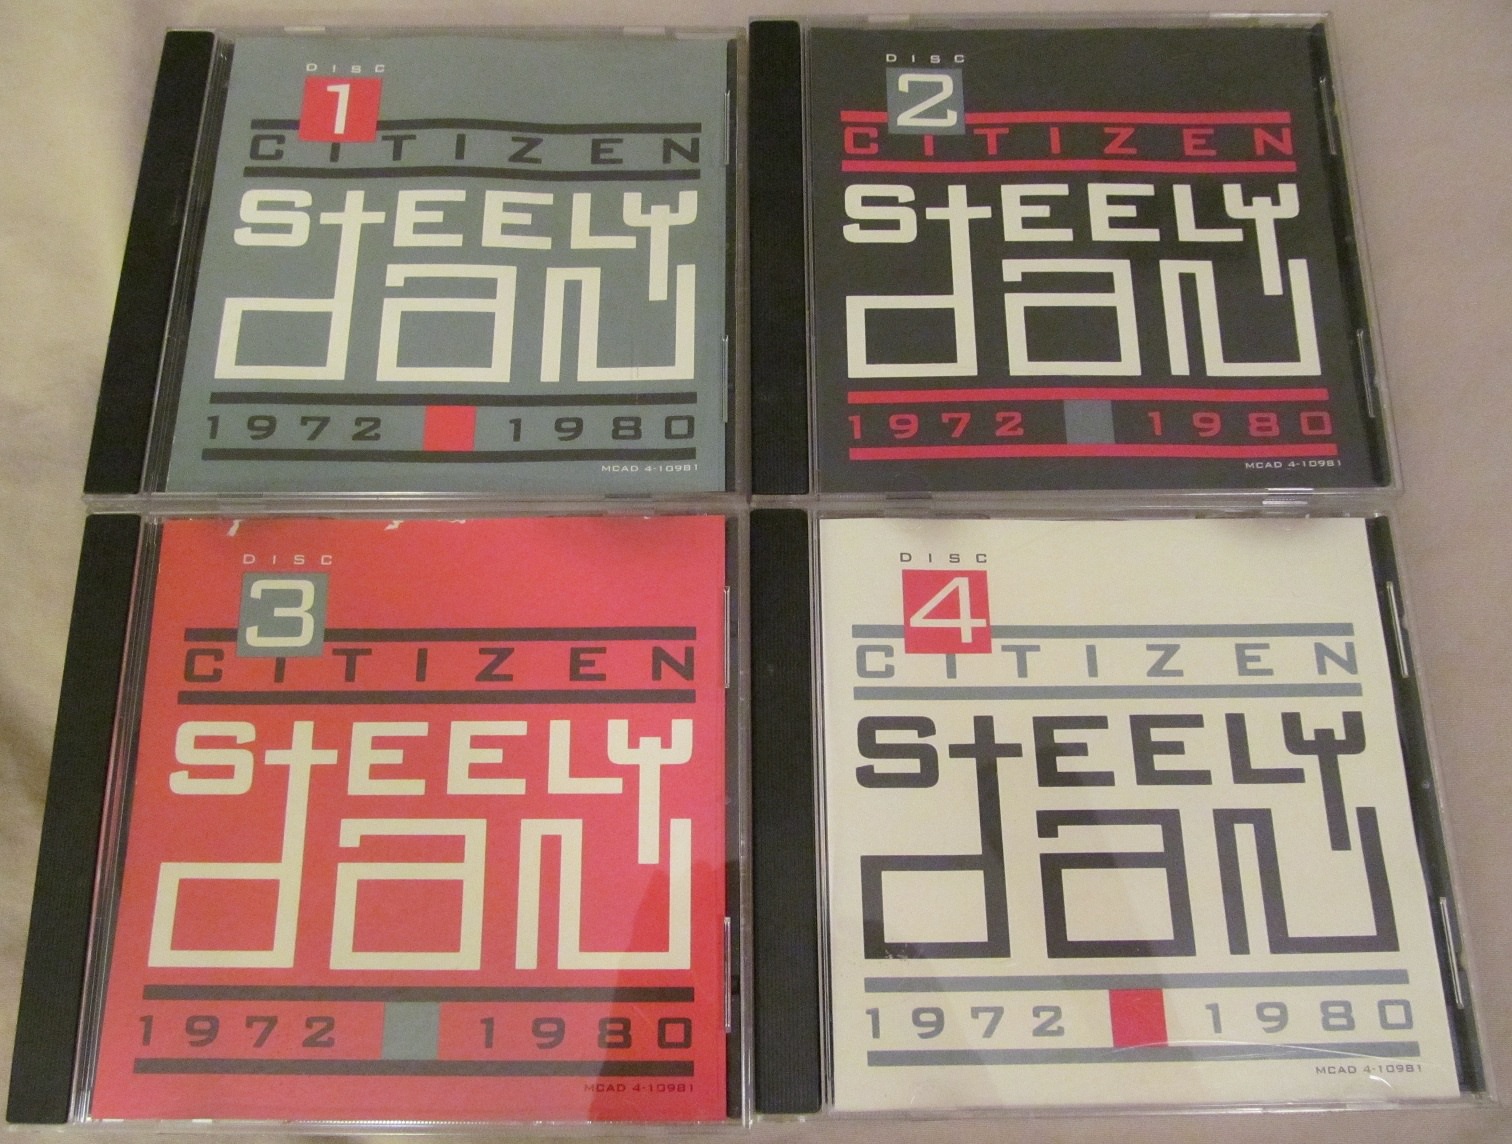 DISC
1
CITIZEN
STEELY
dan
1972 1980
MCAD 4-10981
DISC
2
CITIZEN
STEELY
dan
1972 1980
MCAD 4-10981
DISC
3
CITIZEN
STEELY
dan
1972 1980
MCAD 4-10981
DISC
4
CITIZEN
STEELY
dan
1972 1980
MCAD 4-10981